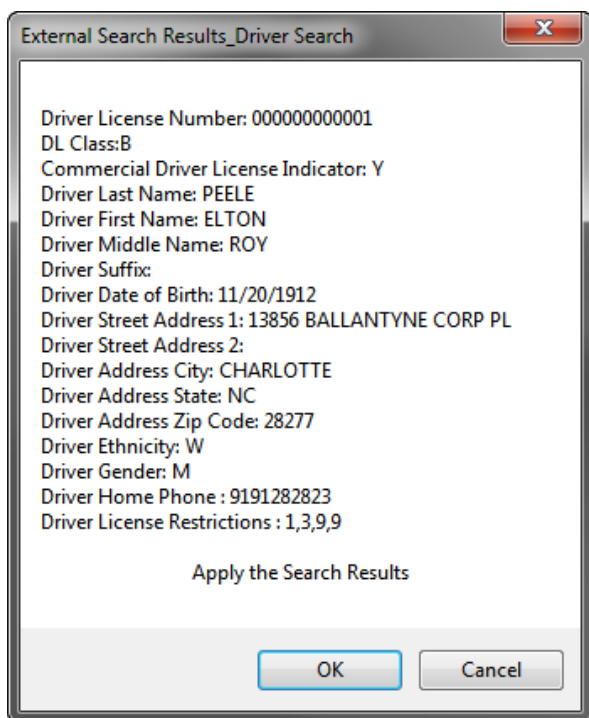 External Search Results_Driver Search
Driver License Number: 000000000001
DL Class:B
Commercial Driver License Indicator: Y
Driver Last Name: PEELE
Driver First Name: ELTON
Driver Middle Name: ROY
Driver Suffix:
Driver Date of Birth: 11/20/1912
Driver Street Address 1: 13856 BALLANTYNE CORP PL
Driver Street Address 2:
Driver Address City: CHARLOTTE
Driver Address State: NC
Driver Address Zip Code: 28277
Driver Ethnicity: W
Driver Gender: M
Driver Home Phone : 9191282823
Driver License Restrictions : 1,3,9,9
Apply the Search Results
OK Cancel